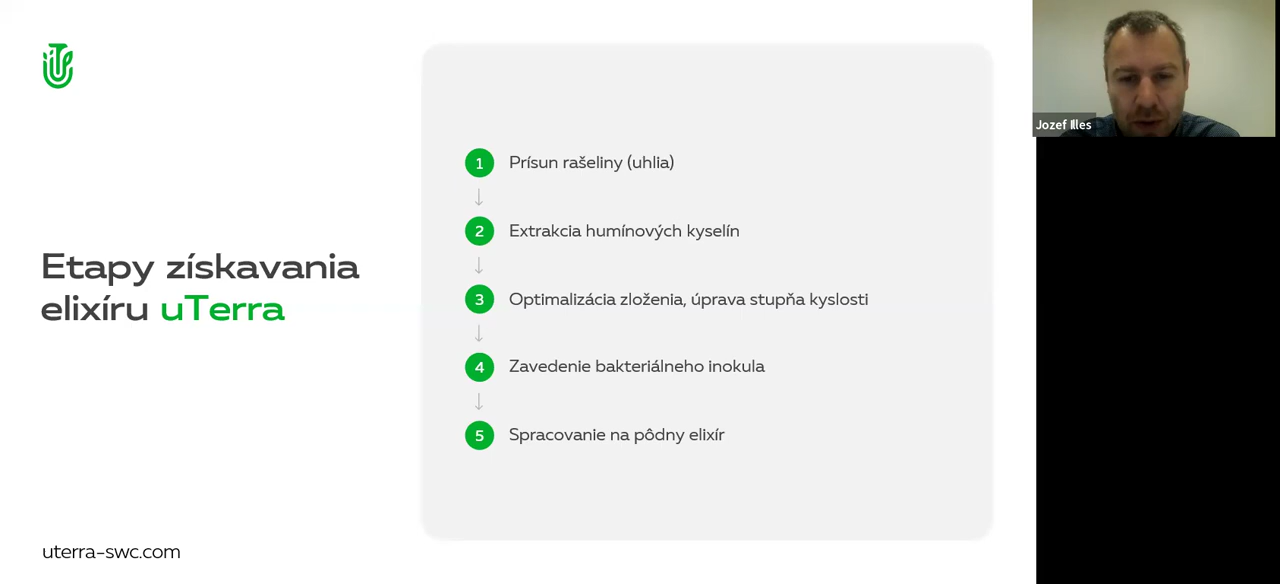 Etapy získavania
elixíru uTerra
1 Prísun rašeliny (uhlia)
2 Extrakcia humínových kyselín
3 Optimalizácia zloženia, úprava stupňa kyslosti
4 Zavedenie bakteriálneho inokula
5 Spracovanie na pôdny elixír
uterra-swc.com
Jozef Illes